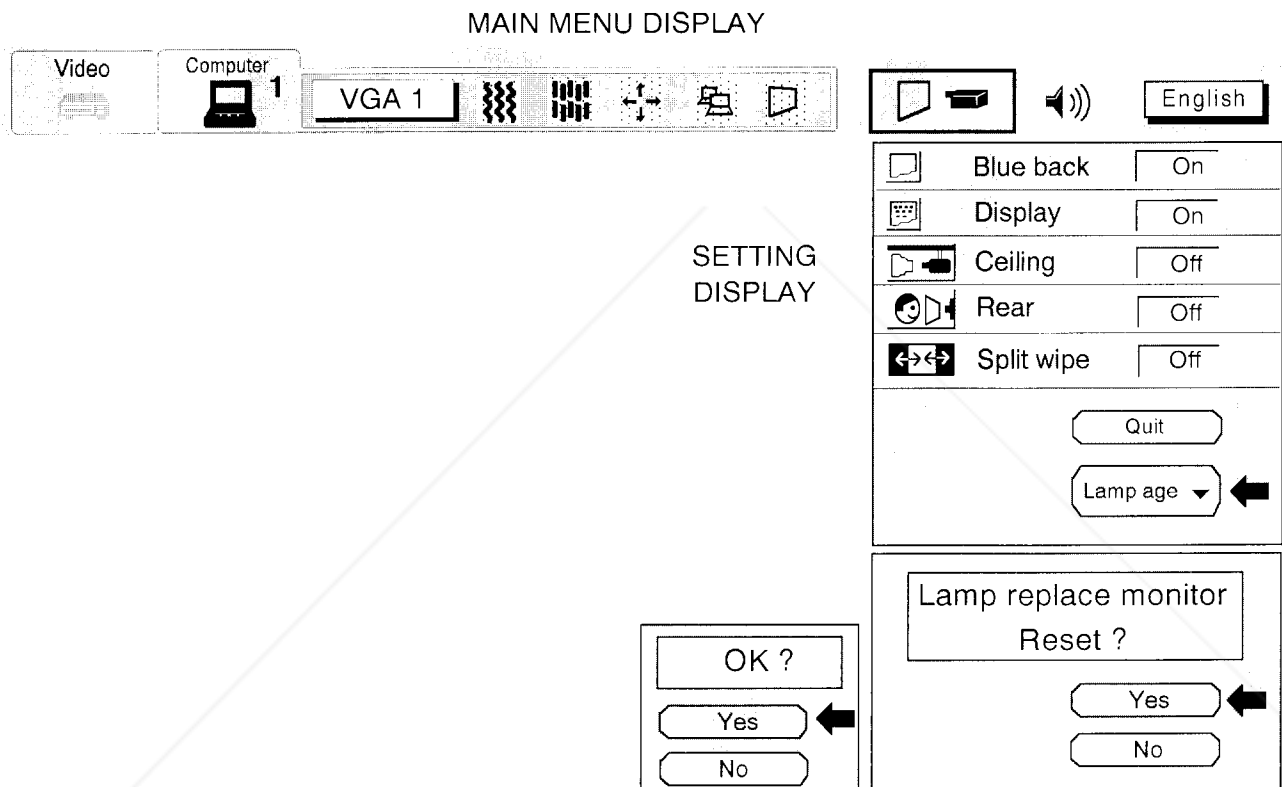 MAIN MENU DISPLAY
Video
Computer
1
VGA 1
English
Blue back On
Display On
SETTING
DISPLAY
Ceiling Off
Rear Off
Split wipe Off
Quit
Lamp age
Lamp replace monitor
Reset ?
Yes
No
OK ?
Yes
No